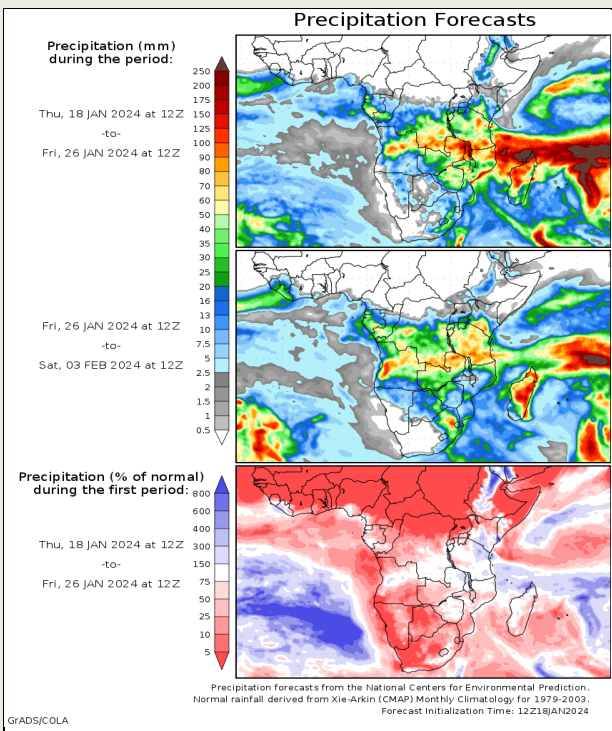 Precipitation Forecasts
Precipitation (mm)
during the period:
Thu, 18 JAN 2024 at 12Z
-to-
Fri, 26 JAN 2024 at 12Z
250
200
175
150
125
100
90
80
70
60
50
40
35
30
25
20
16
13
10
7.5
5
2.5
2
1.5
1
0.5
Fri, 26 JAN 2024 at 12Z
-to-
Sat, 03 FEB 2024 at 12Z
Precipitation (% of normal)
during the first period:
Thu, 18 JAN 2024 at 12Z
-to-
Fri, 26 JAN 2024 at 12Z
800
600
400
300
150
75
50
25
10
5
Precipitation forecasts from the National Centers for Environmental Prediction.
Normal rainfall derived from Xie-Arkin (CMAP) Monthly Climatology for 1979-2003.
Forecast Initialization Time: 12Z18JAN2024
GrADS/COLA